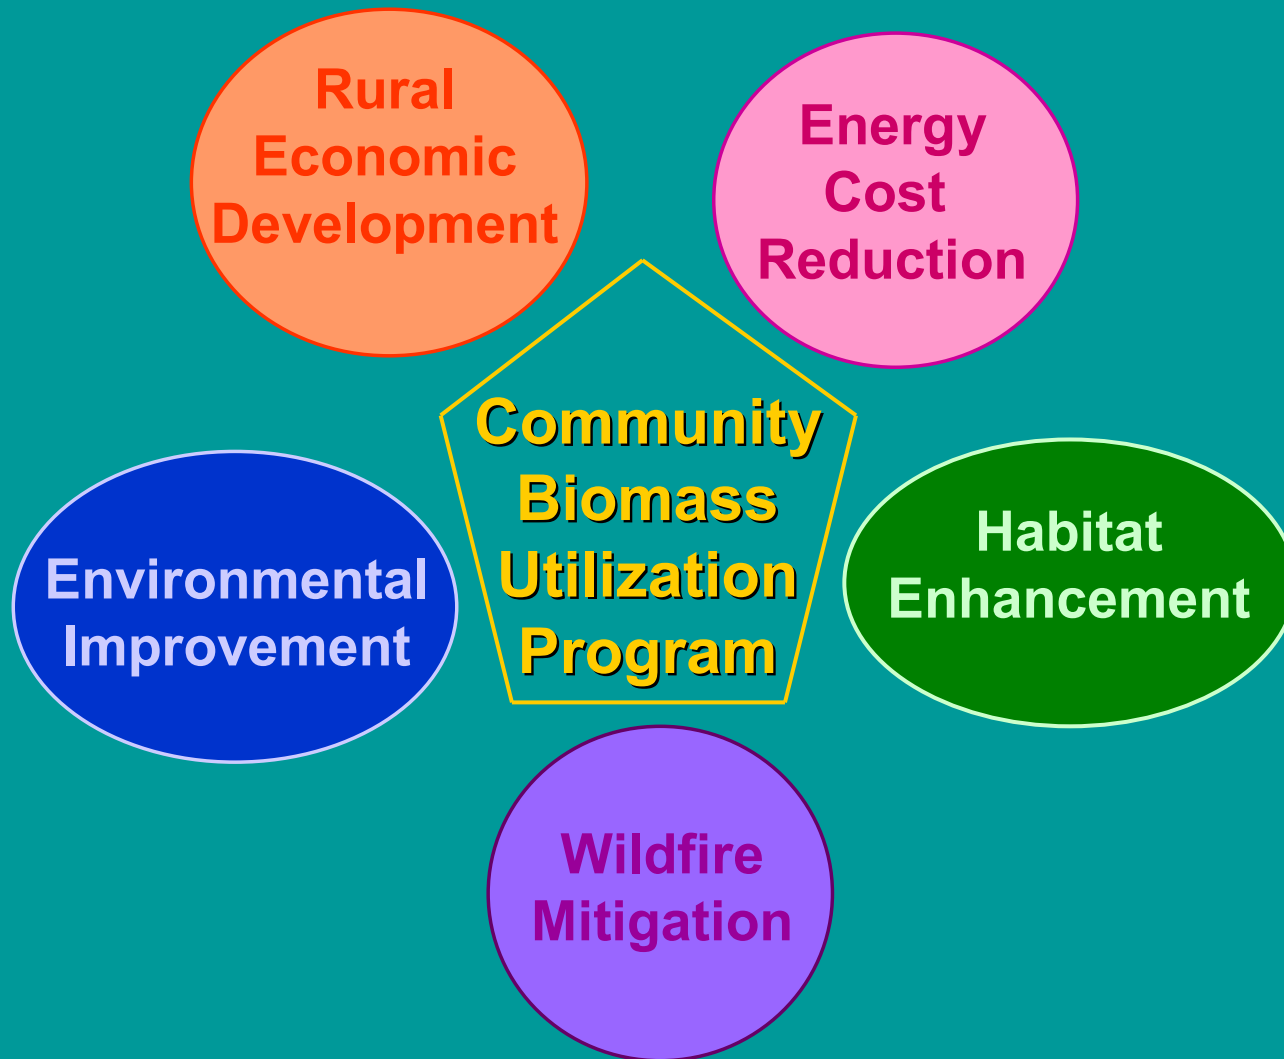 Rural
Economic
Development
Energy
Cost
Reduction
Community
Biomass
Utilization
Program
Environmental
Improvement
Habitat
Enhancement
Wildfire
Mitigation